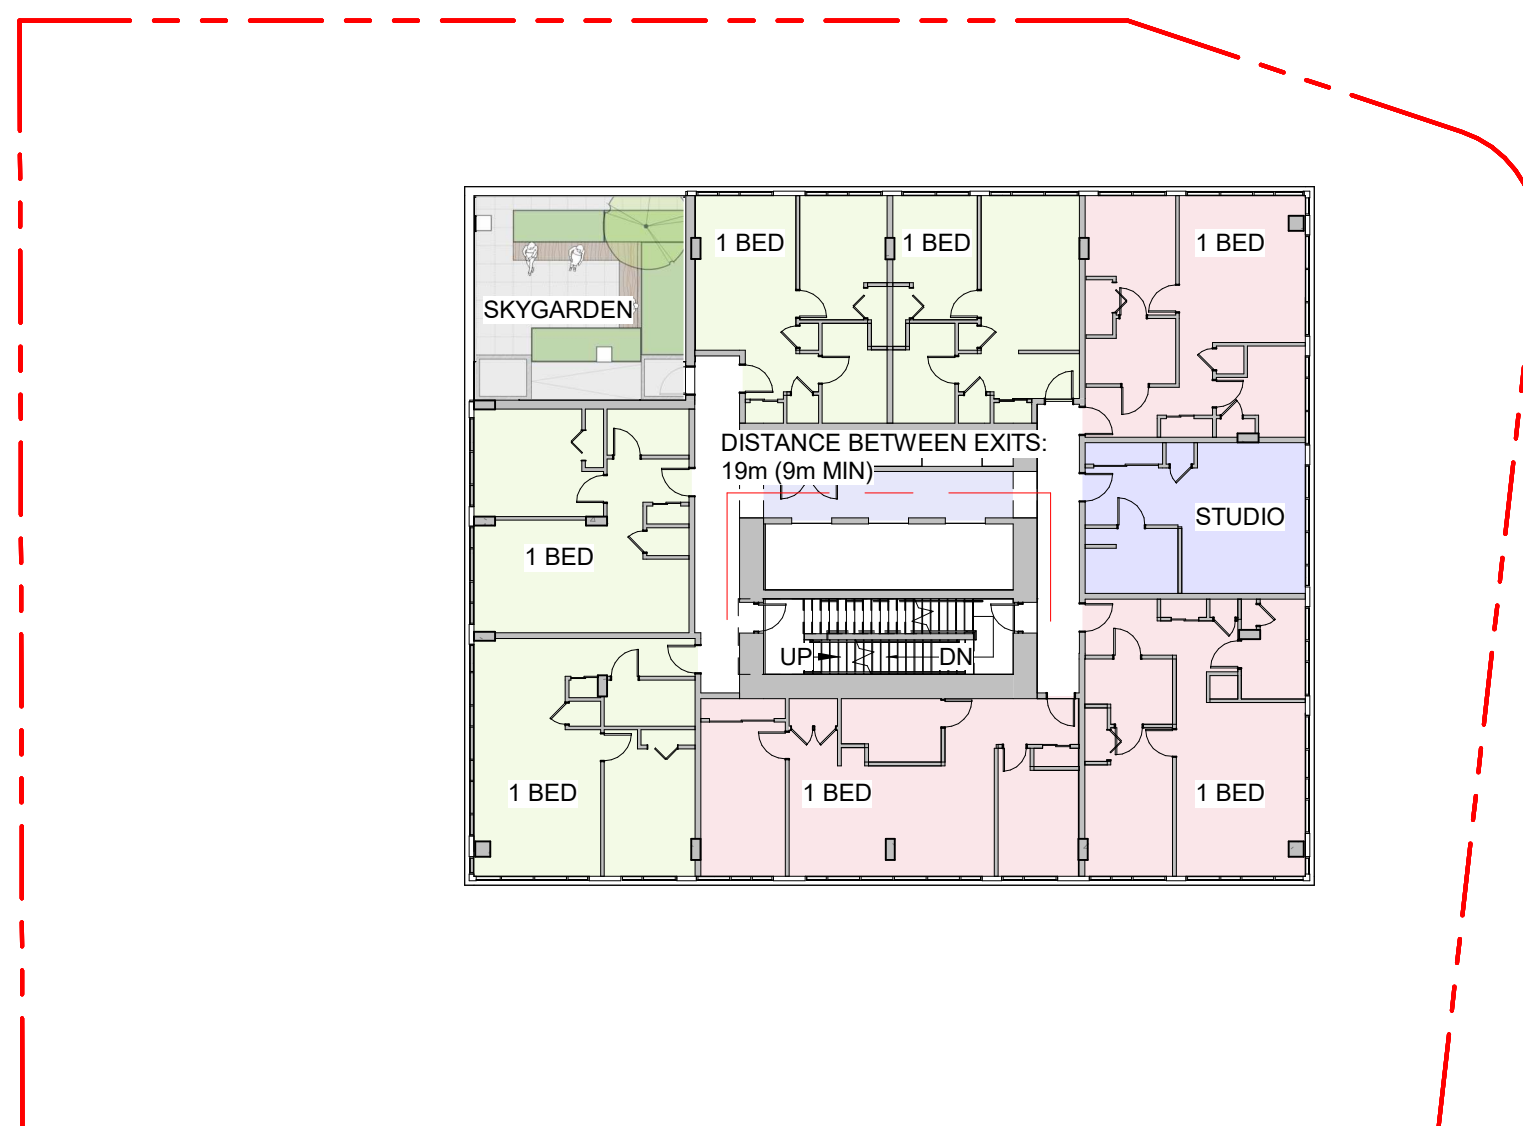 1 BED
1 BED
1 BED
SKYGARDEN
DISTANCE BETWEEN EXITS:
19m (9m MIN)
STUDIO
1 BED
UP
DN
1 BED
1 BED
1 BED